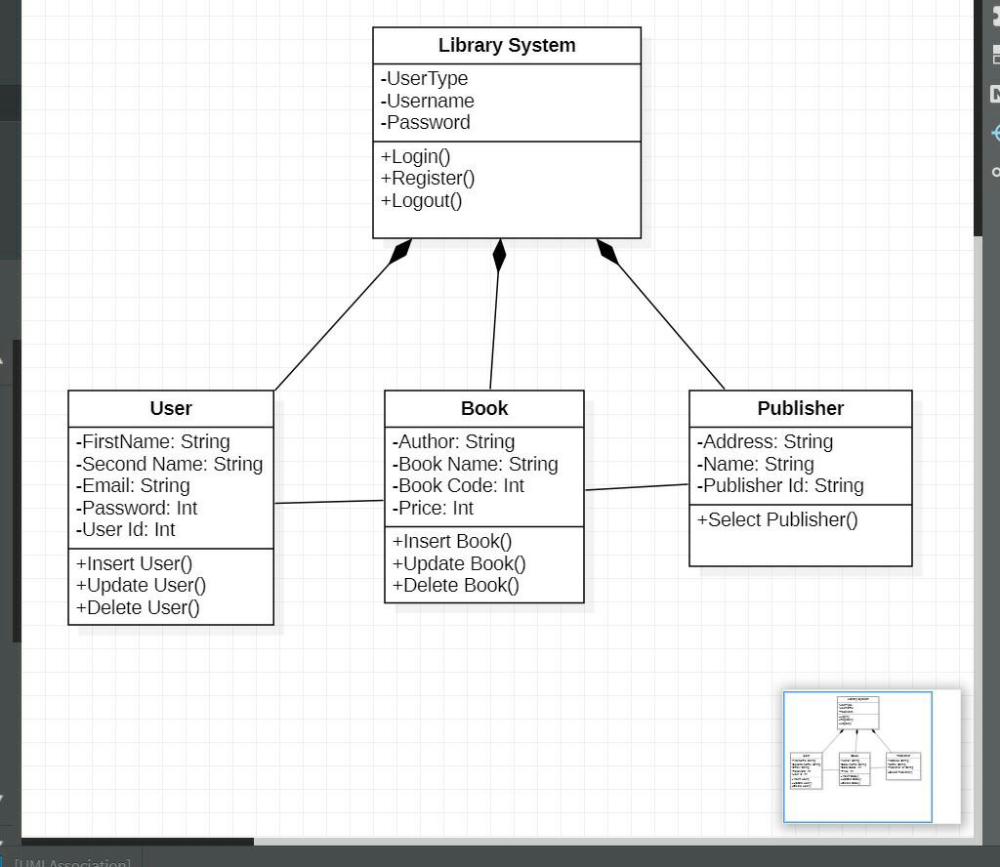 Library System
-UserType
-Username
-Password
+Login()
+Register()
+Logout()
User
-FirstName: String
-Second Name: String
-Email: String
-Password: Int
-User Id: Int
+Insert User()
+Update User()
+Delete User()
Book
-Author: String
-Book Name: String
-Book Code: Int
-Price: Int
+Insert Book()
+Update Book()
+Delete Book()
Publisher
-Address: String
-Name: String
-Publisher Id: String
+Select Publisher()
[UMLAssociation]